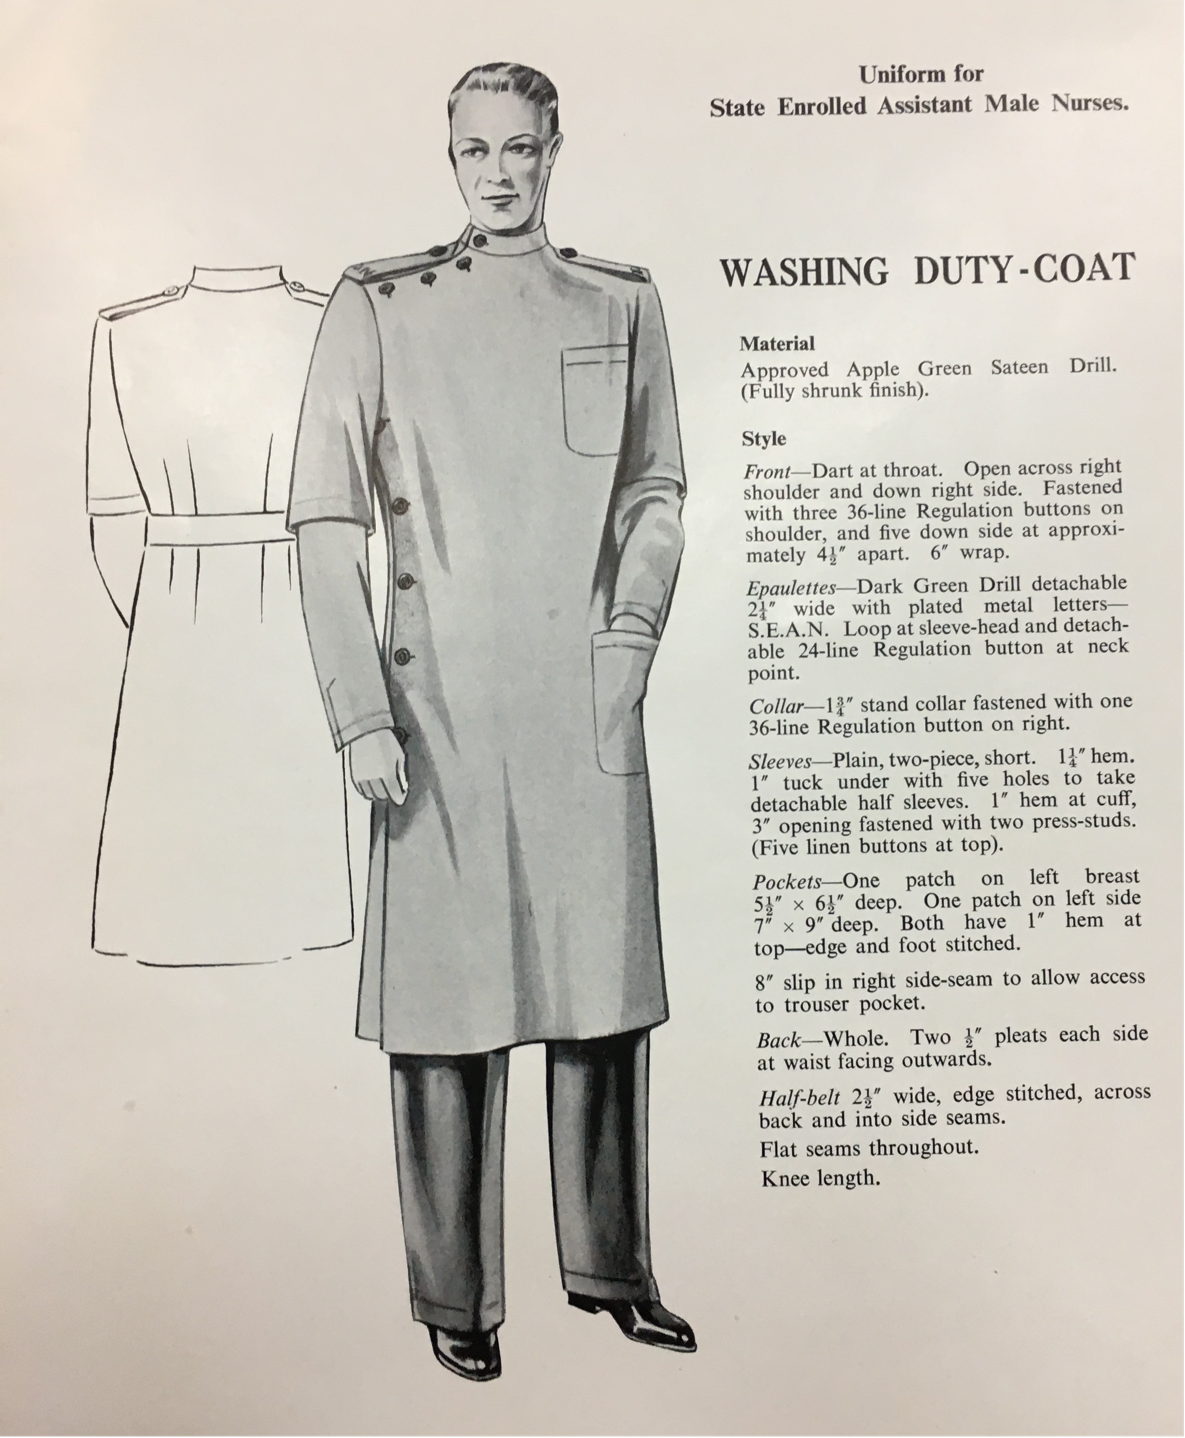 Uniform for
State Enrolled Assistant Male Nurses.
WASHING DUTY-COAT
Material
Approved Apple Green Sateen Drill.
(Fully shrunk finish).
Style
Front—Dart at throat. Open across right
shoulder and down right side. Fastened
with three 36-line Regulation buttons on
shoulder, and five down side at approxi-
mately 4½″ apart. 6″ wrap.
Epaulettes—Dark Green Drill detachable
2¼″ wide with plated metal letters—
S.E.A.N. Loop at sleeve-head and detach-
able 24-line Regulation button at neck
point.
Collar—1¾″ stand collar fastened with one
36-line Regulation button on right.
Sleeves—Plain, two-piece, short. 1¼″ hem.
1″ tuck under with five holes to take
detachable half sleeves. 1″ hem at cuff,
3″ opening fastened with two press-studs.
(Five linen buttons at top).
Pockets—One patch on left breast
5½″ × 6½″ deep. One patch on left side
7″ × 9″ deep. Both have 1″ hem at
top—edge and foot stitched.
8″ slip in right side-seam to allow access
to trouser pocket.
Back—Whole. Two ½″ pleats each side
at waist facing outwards.
Half-belt 2½″ wide, edge stitched, across
back and into side seams.
Flat seams throughout.
Knee length.